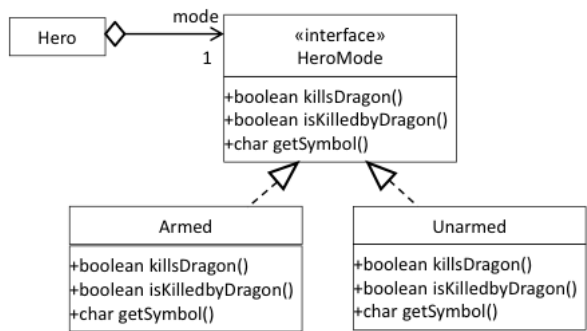 Hero
mode
1
«interface»
HeroMode
+boolean killsDragon()
+boolean isKilledbyDragon()
+char getSymbol()
Armed
+boolean killsDragon()
+boolean isKilledbyDragon()
+char getSymbol()
Unarmed
+boolean killsDragon()
+boolean isKilledbyDragon()
+char getSymbol()